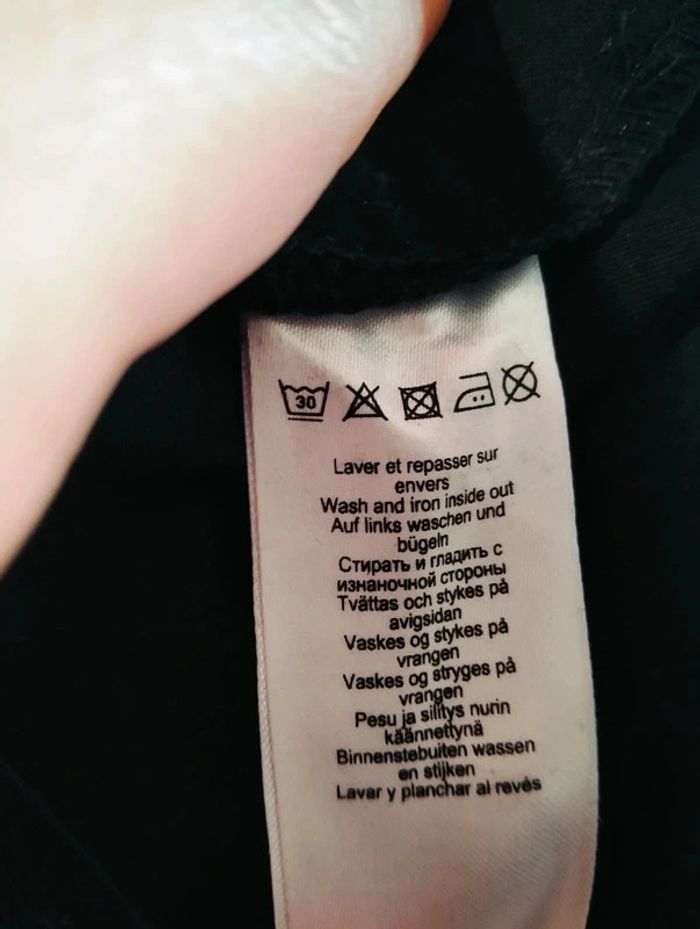 30
Laver et repasser sur
envers
Wash and iron inside out
Auf links waschen und
bügeln
Стирать и гладить с
изнаночной стороны
Tvättas och stykes på
avigsidan
Vaskes og stykes på
vrangen
Vaskes og stryges på
vrangen
Pesu ja silitys nurin
käännettynä
Binnenstebuiten wassen
en stijken
Lavar y planchar al revés